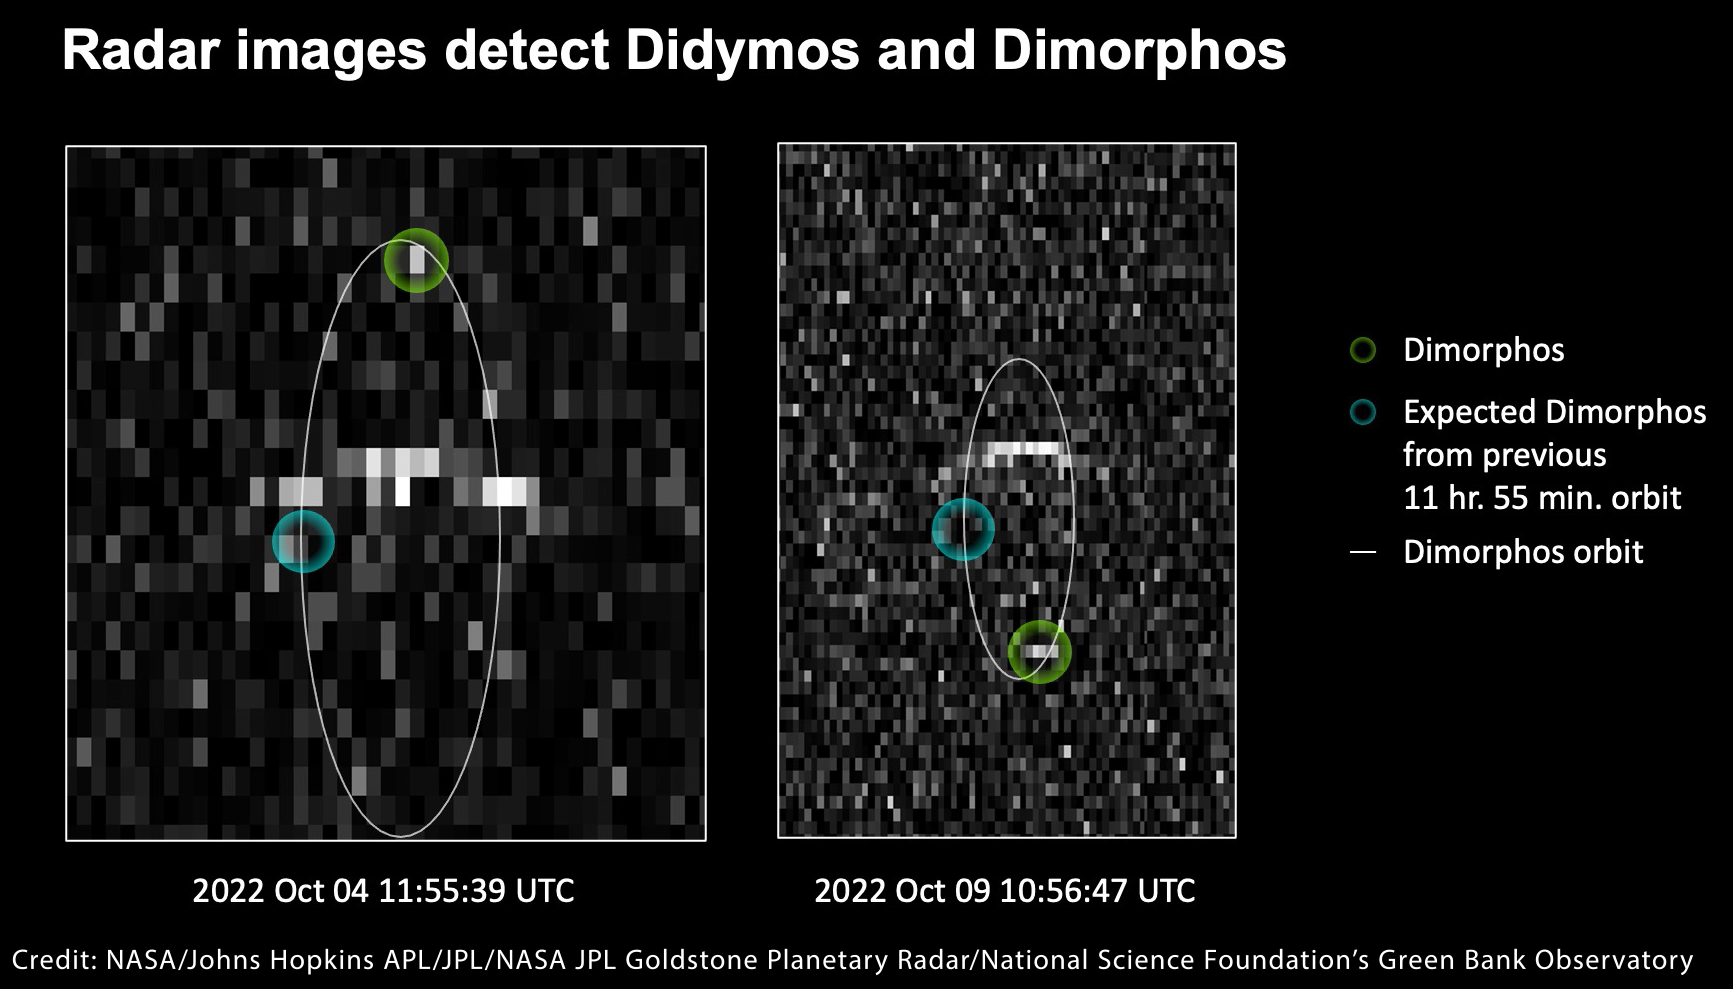 Radar images detect Didymos and Dimorphos
Dimorphos
Expected Dimorphos
from previous
11 hr. 55 min. orbit
Dimorphos orbit
2022 Oct 04 11:55:39 UTC
2022 Oct 09 10:56:47 UTC
Credit: NASA/Johns Hopkins APL/JPL/NASA JPL Goldstone Planetary Radar/National Science Foundation’s Green Bank Observatory